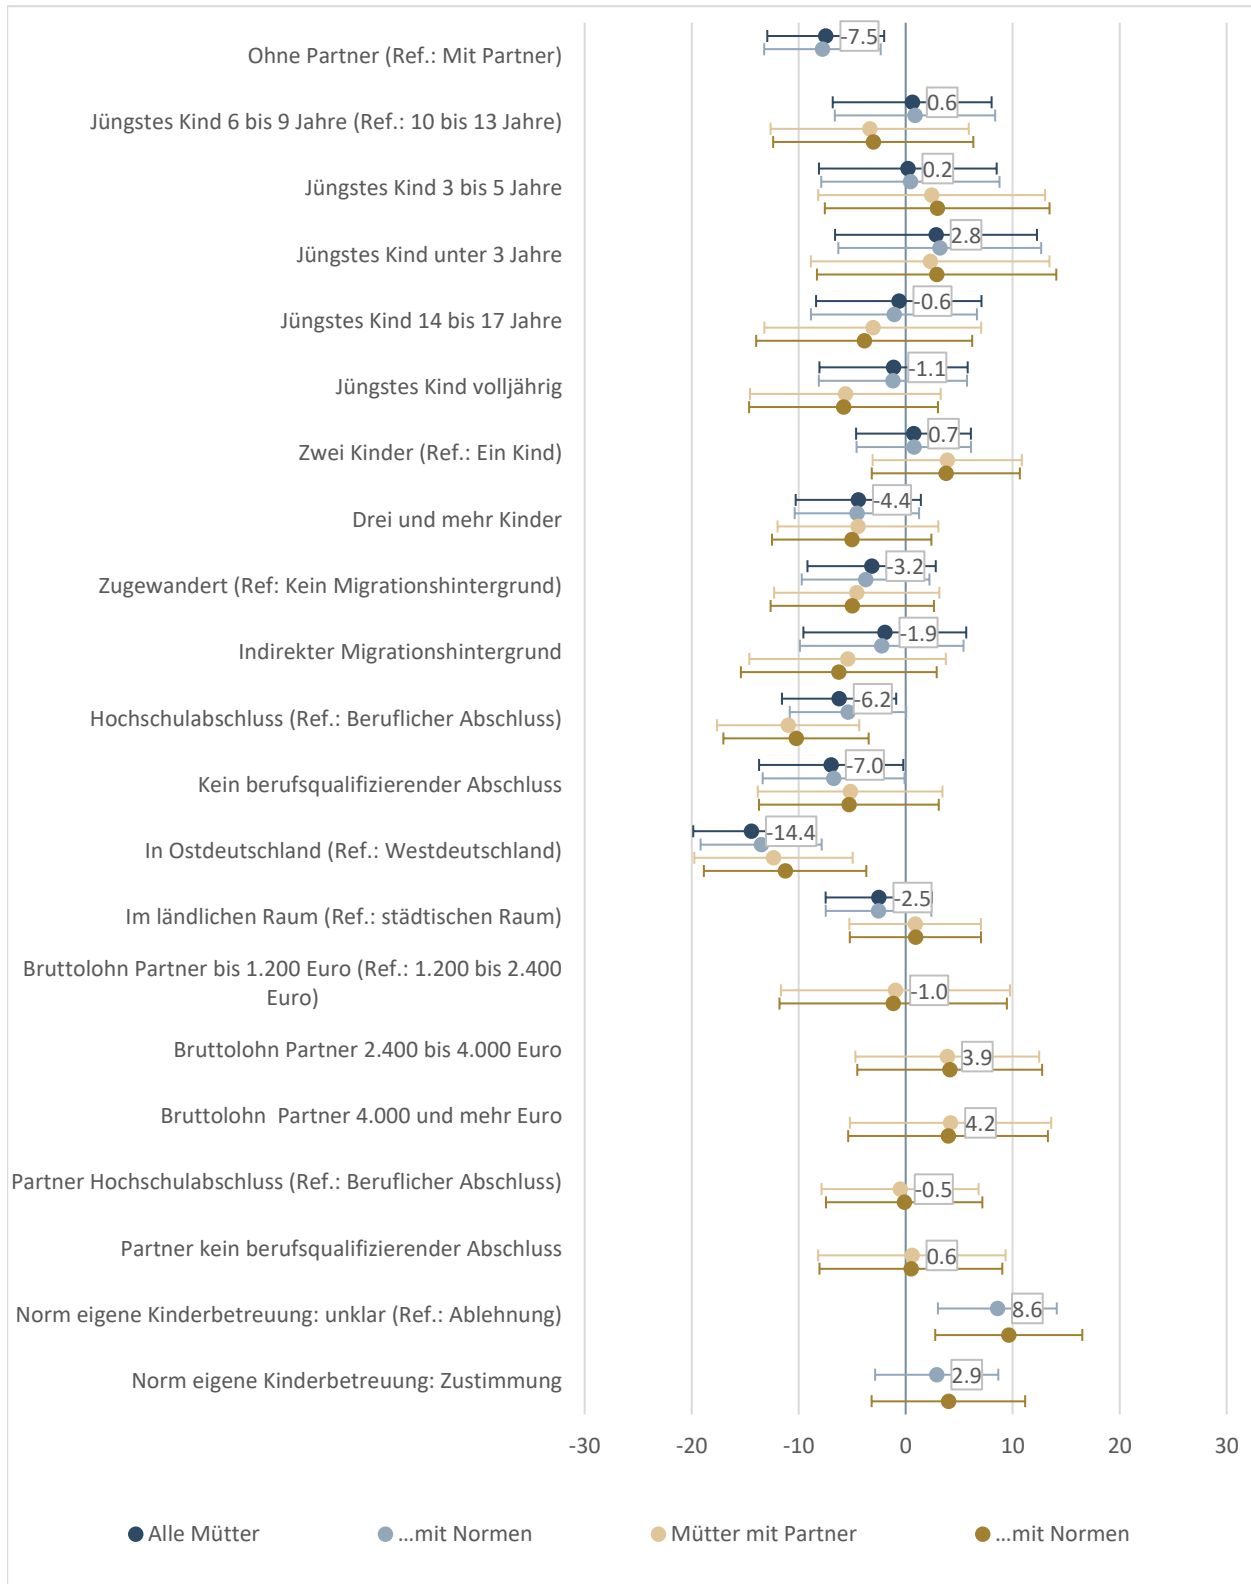 Ohne Partner (Ref.: Mit Partner)
-7.5
Jüngstes Kind 6 bis 9 Jahre (Ref.: 10 bis 13 Jahre)
0.6
Jüngstes Kind 3 bis 5 Jahre
0.2
Jüngstes Kind unter 3 Jahre
2.8
Jüngstes Kind 14 bis 17 Jahre
-0.6
Jüngstes Kind volljährig
-1.1
Zwei Kinder (Ref.: Ein Kind)
0.7
Drei und mehr Kinder
-4.4
Zugewandert (Ref: Kein Migrationshintergrund)
-3.2
Indirekter Migrationshintergrund
-1.9
Hochschulabschluss (Ref.: Beruflicher Abschluss)
-6.2
Kein berufsqualifizierender Abschluss
-7.0
In Ostdeutschland (Ref.: Westdeutschland)
-14.4
Im ländlichen Raum (Ref.: städtischen Raum)
-2.5
Bruttolohn Partner bis 1.200 Euro (Ref.: 1.200 bis 2.400
Euro)
-1.0
Bruttolohn Partner 2.400 bis 4.000 Euro
3.9
Bruttolohn Partner 4.000 und mehr Euro
4.2
Partner Hochschulabschluss (Ref.: Beruflicher Abschluss)
-0.5
Partner kein berufsqualifizierender Abschluss
0.6
Norm eigene Kinderbetreuung: unklar (Ref.: Ablehnung)
8.6
Norm eigene Kinderbetreuung: Zustimmung
2.9
-30 -20 -10 0 10 20 30
Alle Mütter ...mit Normen Mütter mit Partner ...mit Normen